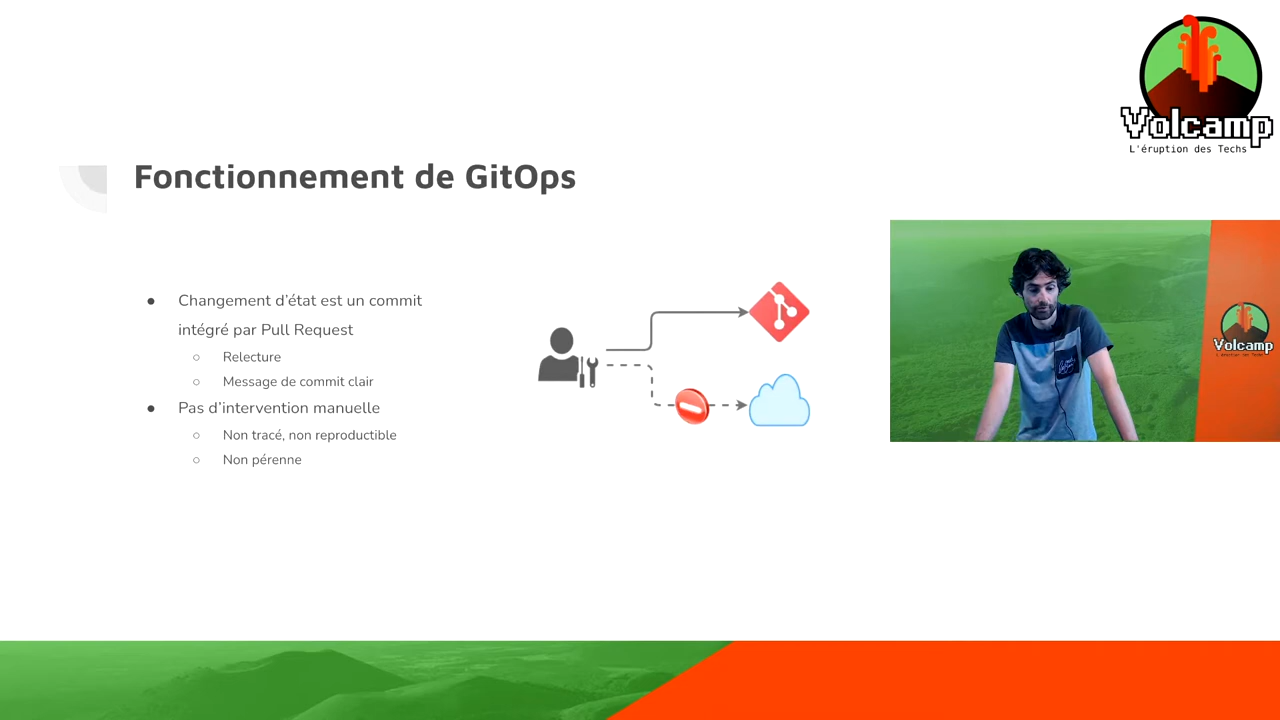 Volcamp
L'éruption des Techs
Fonctionnement de GitOps
● Changement d'état est un commit
intégré par Pull Request
○ Relecture
○ Message de commit clair
● Pas d'intervention manuelle
○ Non tracé, non reproductible
○ Non pérenne
Volcamp